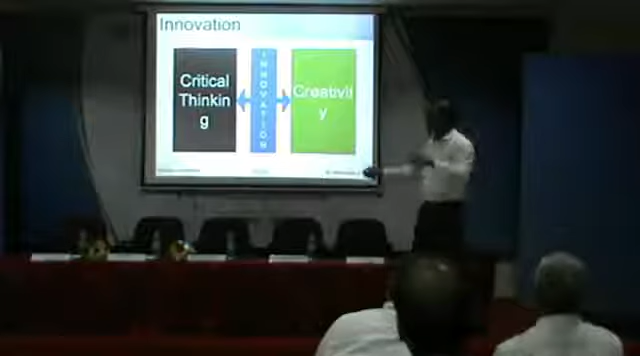 Innovation
Critical
Thinkin
g
INNOVATION
Creativit
y